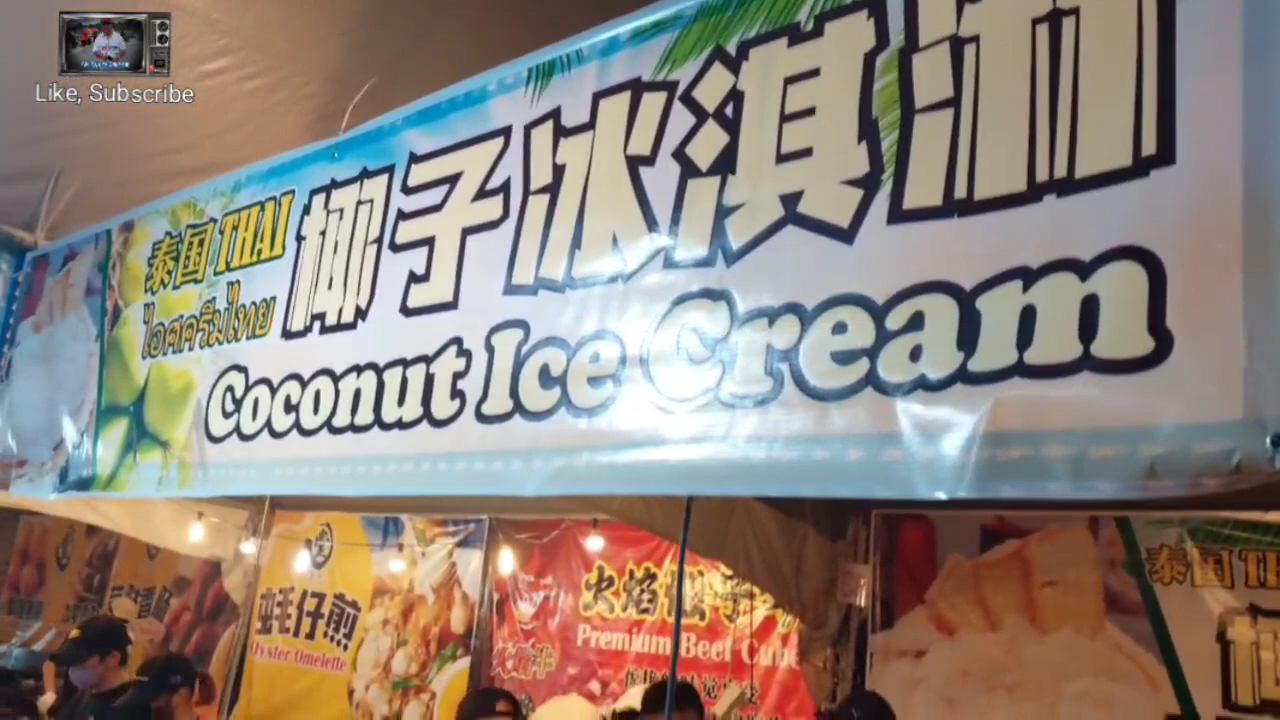 Like, Subscribe
泰国 THAI
ไอศครีมไทย
椰子冰淇淋
Coconut Ice Cream
蚵仔煎
Oyster Omelette
火焰
Premium Beef Cube
泰国